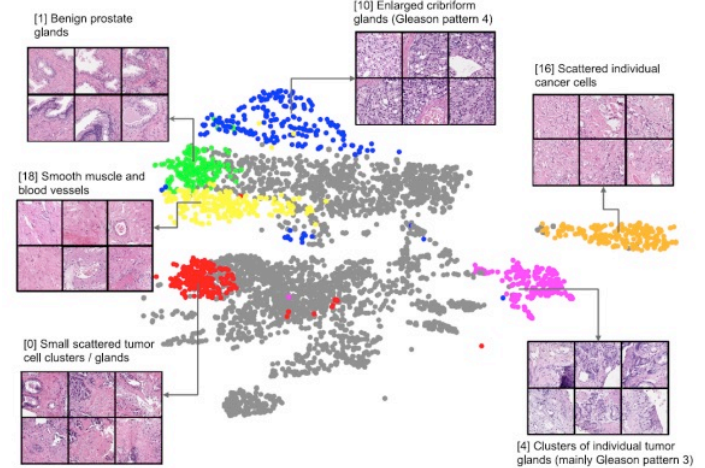 [1] Benign prostate
glands
[10] Enlarged cribriform
glands (Gleason pattern 4)
[16] Scattered individual
cancer cells
[18] Smooth muscle and
blood vessels
[0] Small scattered tumor
cell clusters / glands
[4] Clusters of individual tumor
glands (mainly Gleason pattern 3)